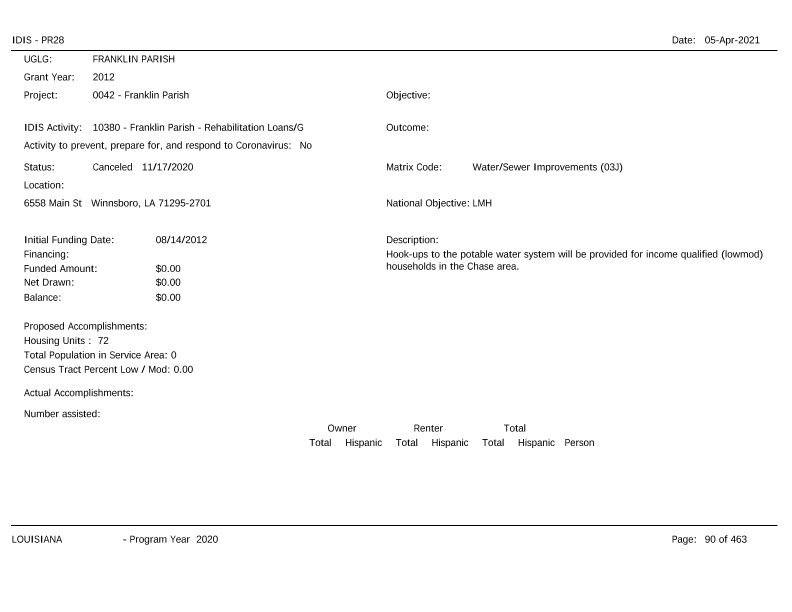 IDIS - PR28 Date: 05-Apr-2021
UGLG: FRANKLIN PARISH
Grant Year: 2012
Project: 0042 - Franklin Parish Objective:
IDIS Activity: 10380 - Franklin Parish - Rehabilitation Loans/G Outcome:
Activity to prevent, prepare for, and respond to Coronavirus: No
Status: Canceled 11/17/2020 Matrix Code: Water/Sewer Improvements (03J)
Location:
6558 Main St Winnsboro, LA 71295-2701 National Objective: LMH
Initial Funding Date: 08/14/2012 Description:
Financing: Hook-ups to the potable water system will be provided for income qualified (lowmod)
Funded Amount: $0.00 households in the Chase area.
Net Drawn: $0.00
Balance: $0.00
Proposed Accomplishments:
Housing Units : 72
Total Population in Service Area: 0
Census Tract Percent Low / Mod: 0.00
Actual Accomplishments:
Number assisted:
Owner Renter Total
Total Hispanic Total Hispanic Total Hispanic Person
LOUISIANA - Program Year 2020 Page: 90 of 463